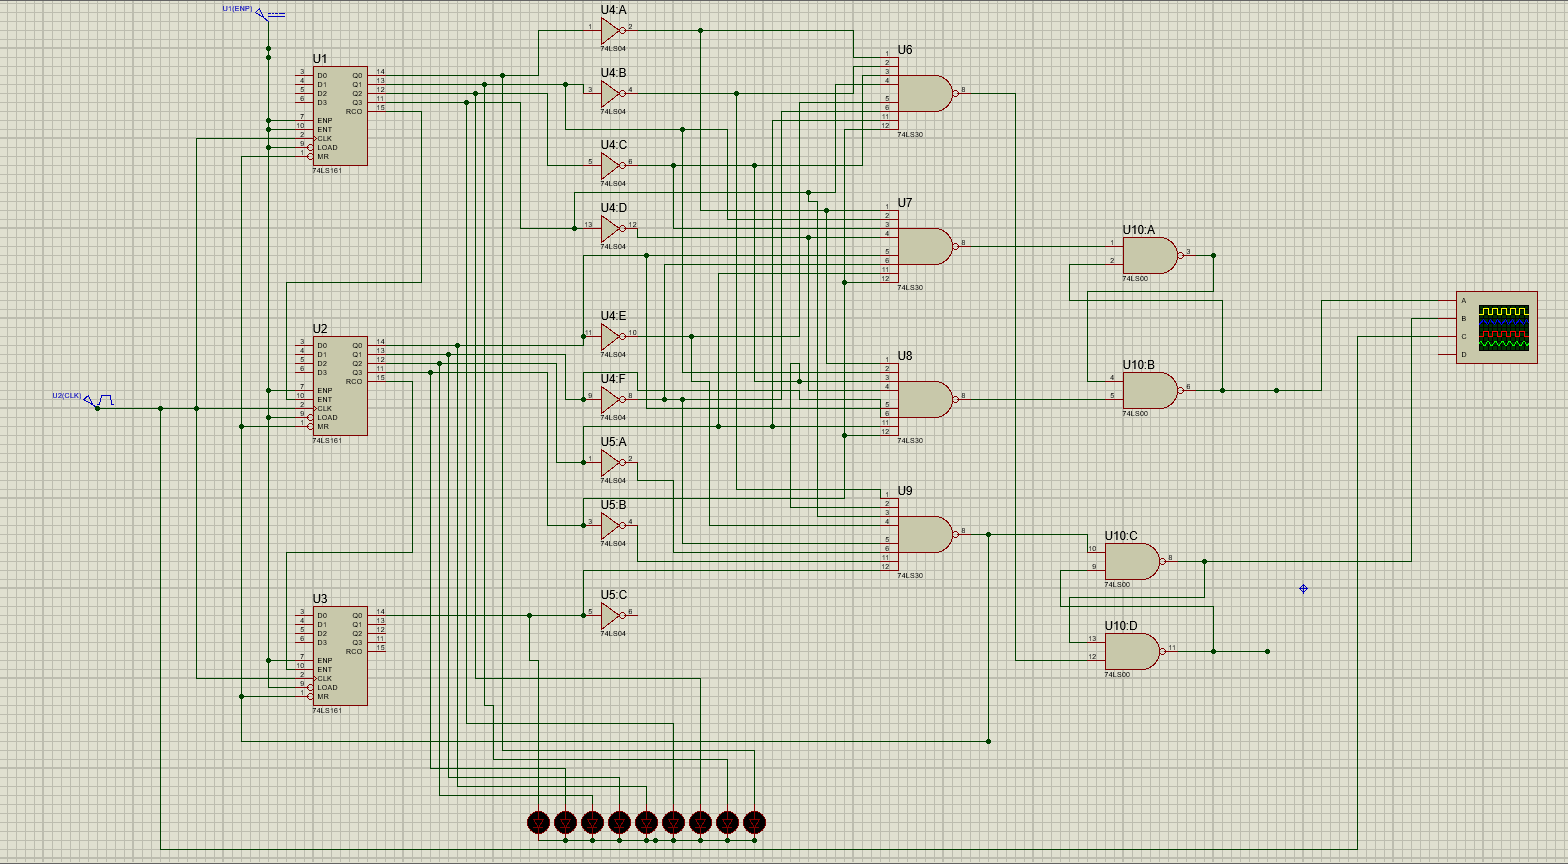 U1(ENP)
U1
3 D0 Q0 14
4 D1 Q1 13
5 D2 Q2 12
6 D3 Q3 11
RCO 15
7 ENP
10 ENT
2 CLK
9 LOAD
1 MR
74LS161
U2(CLK)
U2
3 D0 Q0 14
4 D1 Q1 13
5 D2 Q2 12
6 D3 Q3 11
RCO 15
7 ENP
10 ENT
2 CLK
9 LOAD
1 MR
74LS161
U3
3 D0 Q0 14
4 D1 Q1 13
5 D2 Q2 12
6 D3 Q3 11
RCO 15
7 ENP
10 ENT
2 CLK
9 LOAD
1 MR
74LS161
U4:A
1 2
74LS04
U4:B
3 4
74LS04
U4:C
5 6
74LS04
U4:D
13 12
74LS04
U4:E
11 10
74LS04
U4:F
9 8
74LS04
U5:A
1 2
74LS04
U5:B
3 4
74LS04
U5:C
5 6
74LS04
U6
1
2
3
4
8
5
6
11
12
74LS30
U7
1
2
3
4
8
5
6
11
12
74LS30
U8
1
2
3
4
8
5
6
11
12
74LS30
U9
1
2
3
4
8
5
6
11
12
74LS30
U10:A
1
3
2
74LS00
U10:B
4
6
5
74LS00
U10:C
10
8
9
74LS00
U10:D
13
11
12
74LS00
A
B
C
D